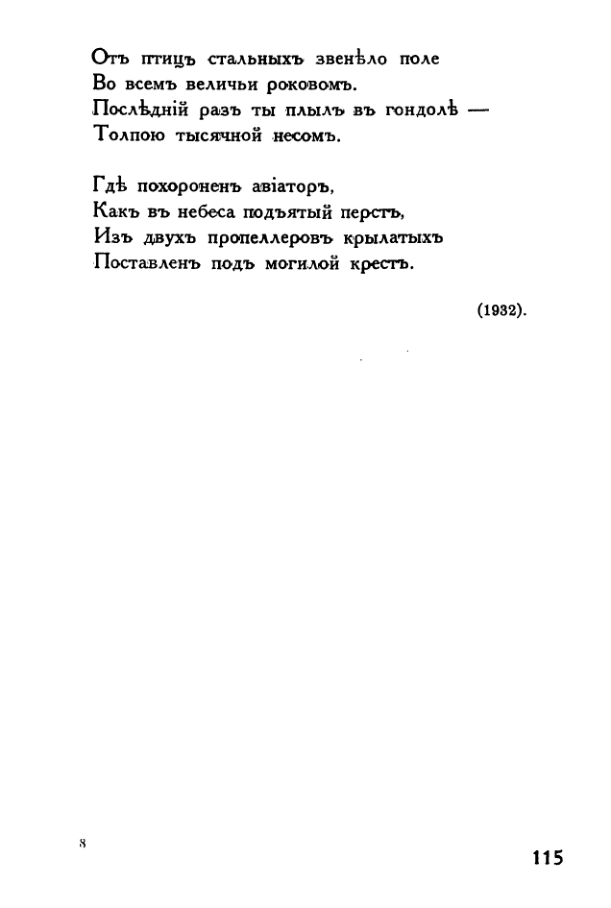 Отъ птицъ стальныхъ звенѣло поле
Во всемъ величьи роковомъ.
Послѣдній разъ ты плылъ въ гондолѣ —
Толпою тысячной несомъ.
Гдѣ похороненъ авіаторъ,
Какъ въ небеса подъятый перстъ,
Изъ двухъ пропеллеровъ крылатыхъ
Поставленъ подъ могилой крестъ.
(1932).
8
115